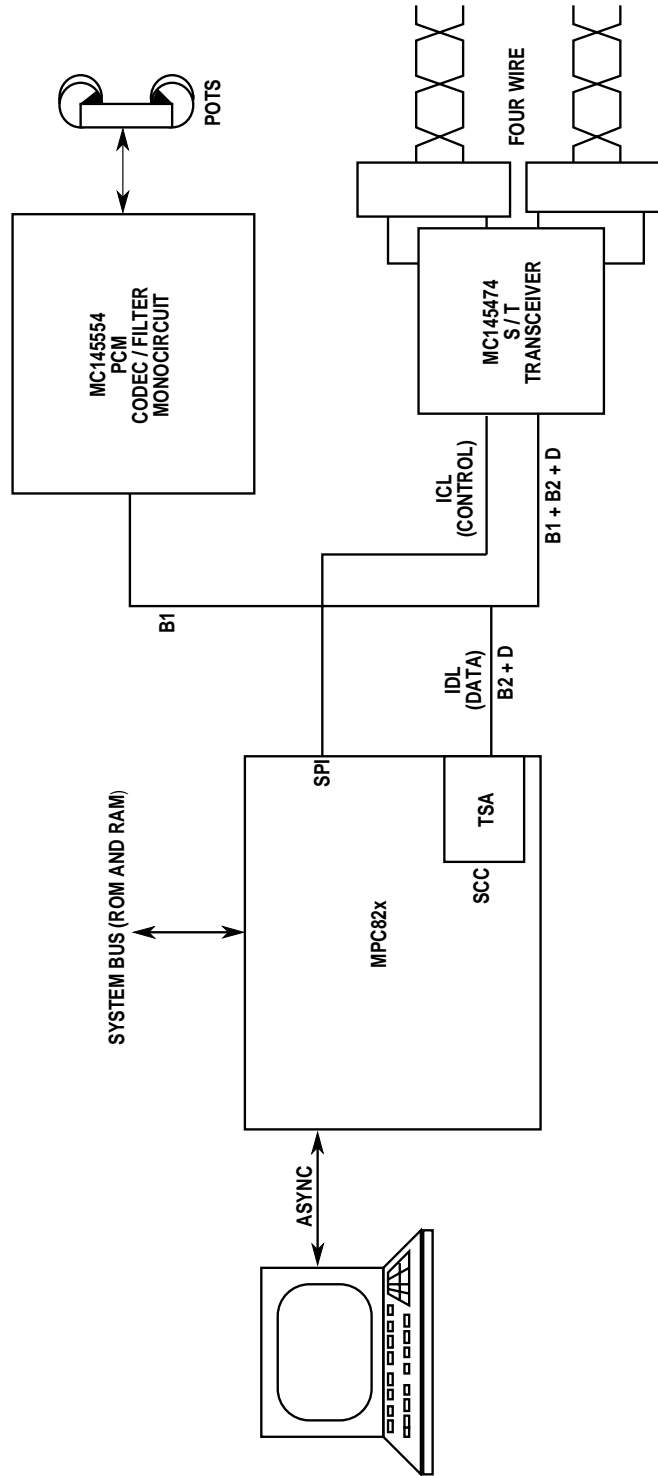 SYSTEM BUS (ROM AND RAM)
ASYNC
MPC82x
SPI
SCC
TSA
IDL
(DATA)
B2 + D
B1
ICL
(CONTROL)
B1 + B2 + D
MC145554
PCM
CODEC / FILTER
MONOCIRCUIT
POTS
MC145474
S / T
TRANSCEIVER
FOUR WIRE